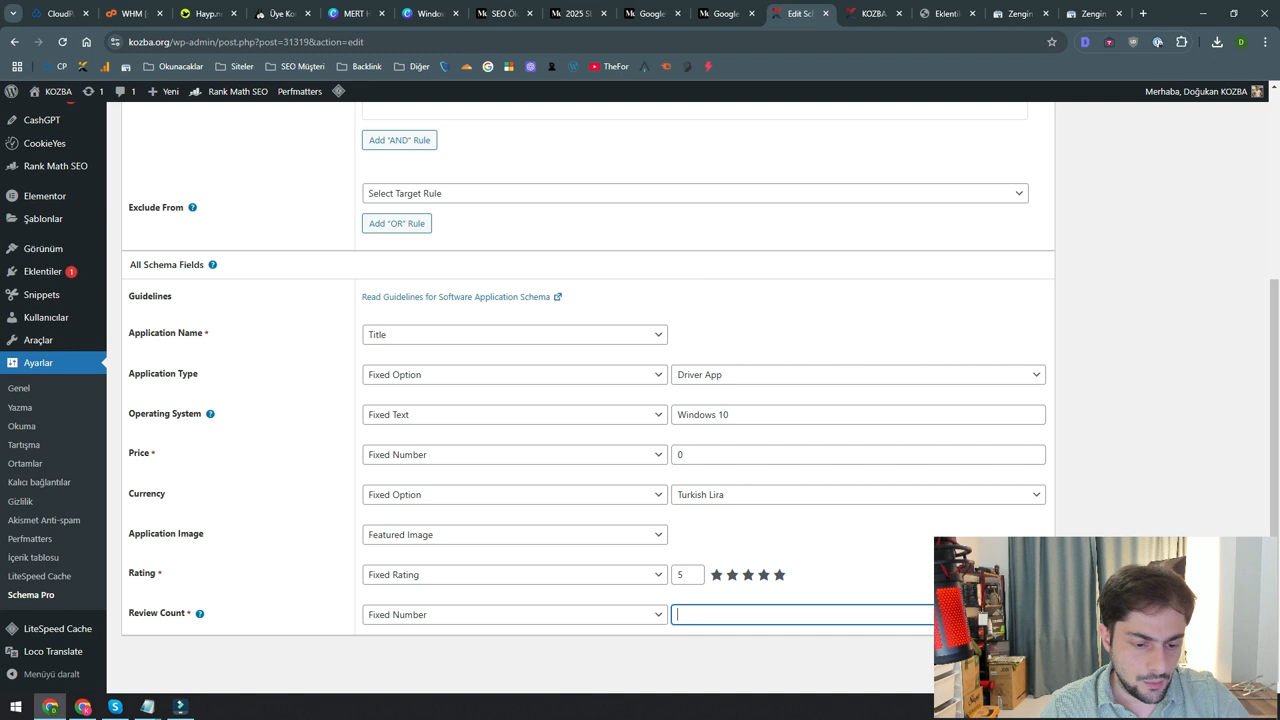 CloudP
WHM
Hap.no
Üye Ko
MERT H
Windo
SEO Öl
2025 SE
Google
Google
Edit Sc
KOZBA
Eklenti
Zengin
Zengin
kozba.org/wp-admin/post.php?post=31319&action=edit
CP
Okunacaklar
Siteler
SEO Müşteri
Backlink
Diğer
TheFor
KOZBA
1
1
Yeni
Rank Math SEO
Perfmatters
Merhaba, Doğukan KOZBA
CashGPT
CookieYes
Rank Math SEO
Elementor
Şablonlar
Görünüm
Eklentiler 1
Snippets
Kullanıcılar
Araçlar
Ayarlar
Genel
Yazma
Okuma
Tartışma
Ortamlar
Kalıcı bağlantılar
Gizlilik
Akismet Anti-spam
Perfmatters
İçerik tablosu
LiteSpeed Cache
Schema Pro
LiteSpeed Cache
Loco Translate
Menüyü daralt
Add "AND" Rule
Exclude From ?
Select Target Rule
Add "OR" Rule
All Schema Fields ?
Guidelines
Read Guidelines for Software Application Schema
Application Name *
Title
Application Type
Fixed Option
Driver App
Operating System ?
Fixed Text
Windows 10
Price *
Fixed Number
0
Currency
Fixed Option
Turkish Lira
Application Image
Featured Image
Rating *
Fixed Rating
5
Review Count * ?
Fixed Number